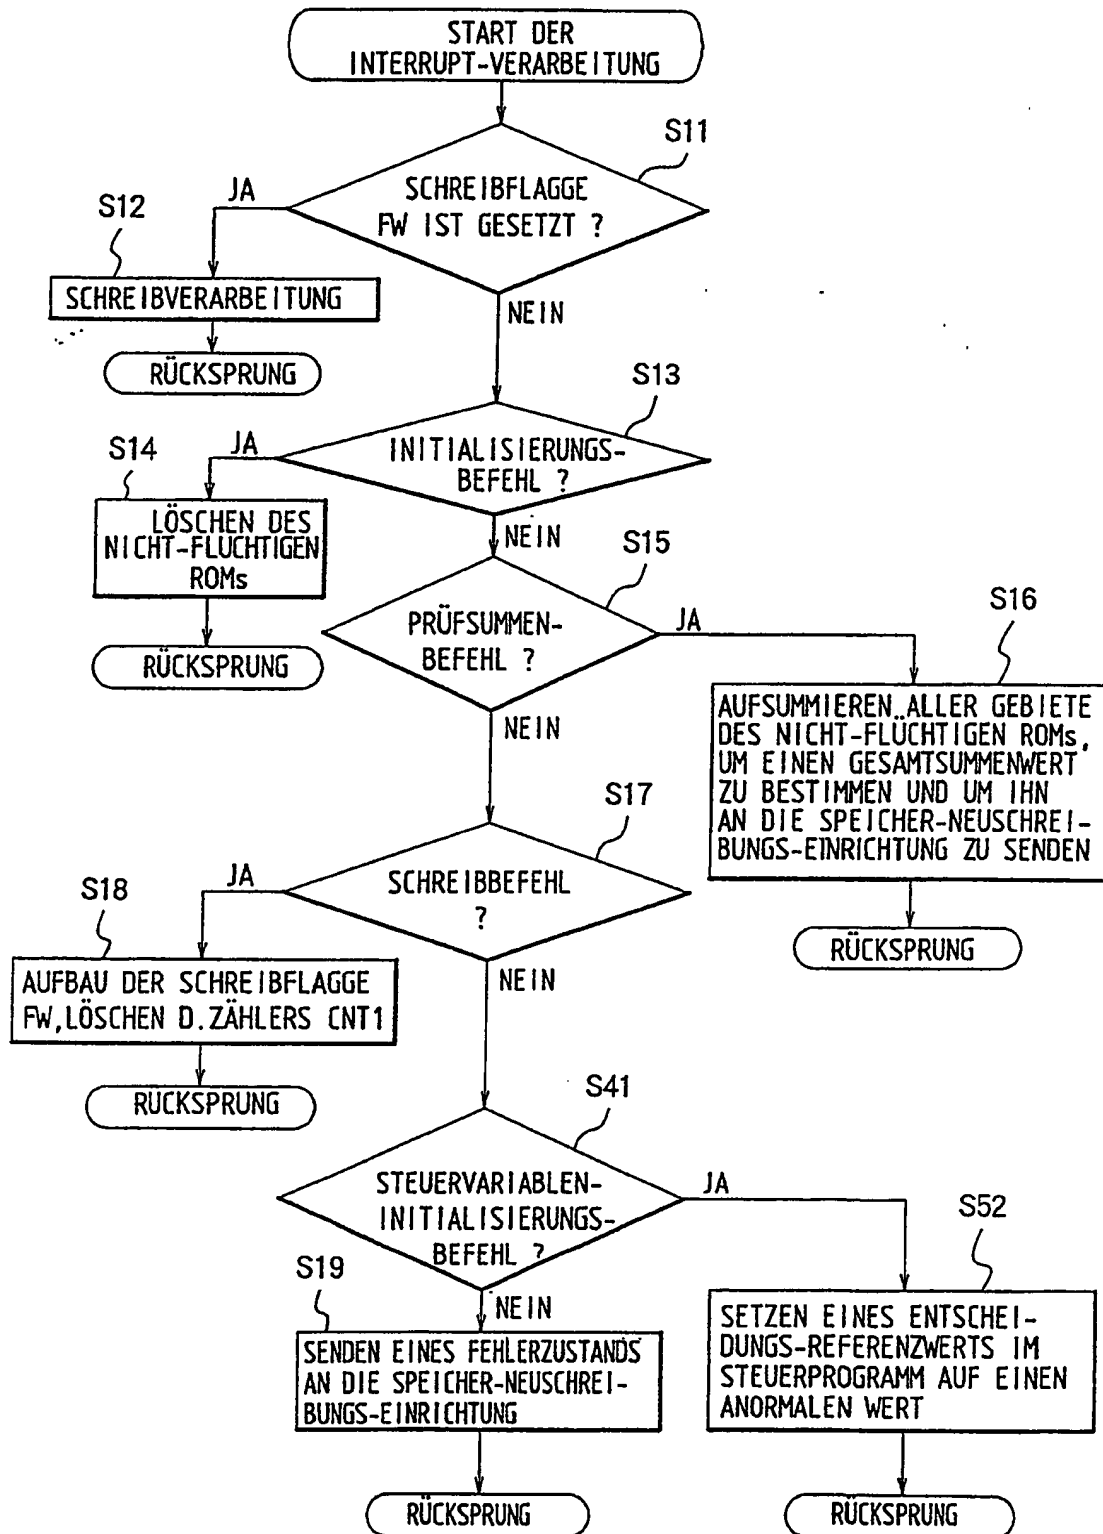 START DER
INTERRUPT-VERARBEITUNG
S11
SCHREIBFLAGGE
FW IST GESETZT ?
JA
S12
SCHREIBVERARBEITUNG
RÜCKSPRUNG
NEIN
S13
INITIALISIERUNGS-
BEFEHL ?
JA
S14
LÖSCHEN DES
NICHT-FLÜCHTIGEN
ROMs
RÜCKSPRUNG
NEIN
S15
PRÜFSUMMEN-
BEFEHL ?
JA
S16
AUFSUMMIEREN ALLER GEBIETE
DES NICHT-FLÜCHTIGEN ROMs,
UM EINEN GESAMTSUMMENWERT
ZU BESTIMMEN UND UM IHN
AN DIE SPEICHER-NEUSCHREI-
BUNGS-EINRICHTUNG ZU SENDEN
RÜCKSPRUNG
NEIN
S17
SCHREIBBEFEHL
?
JA
S18
AUFBAU DER SCHREIBFLAGGE
FW, LÖSCHEN D. ZÄHLERS CNT1
RÜCKSPRUNG
NEIN
S41
STEUERVARIABLEN-
INITIALISIERUNGS-
BEFEHL ?
JA
S52
SETZEN EINES ENTSCHEI-
DUNGS-REFERENZWERTS IM
STEUERPROGRAMM AUF EINEN
ANORMALEN WERT
RÜCKSPRUNG
NEIN
S19
SENDEN EINES FEHLERZUSTANDS
AN DIE SPEICHER-NEUSCHREI-
BUNGS-EINRICHTUNG
RÜCKSPRUNG